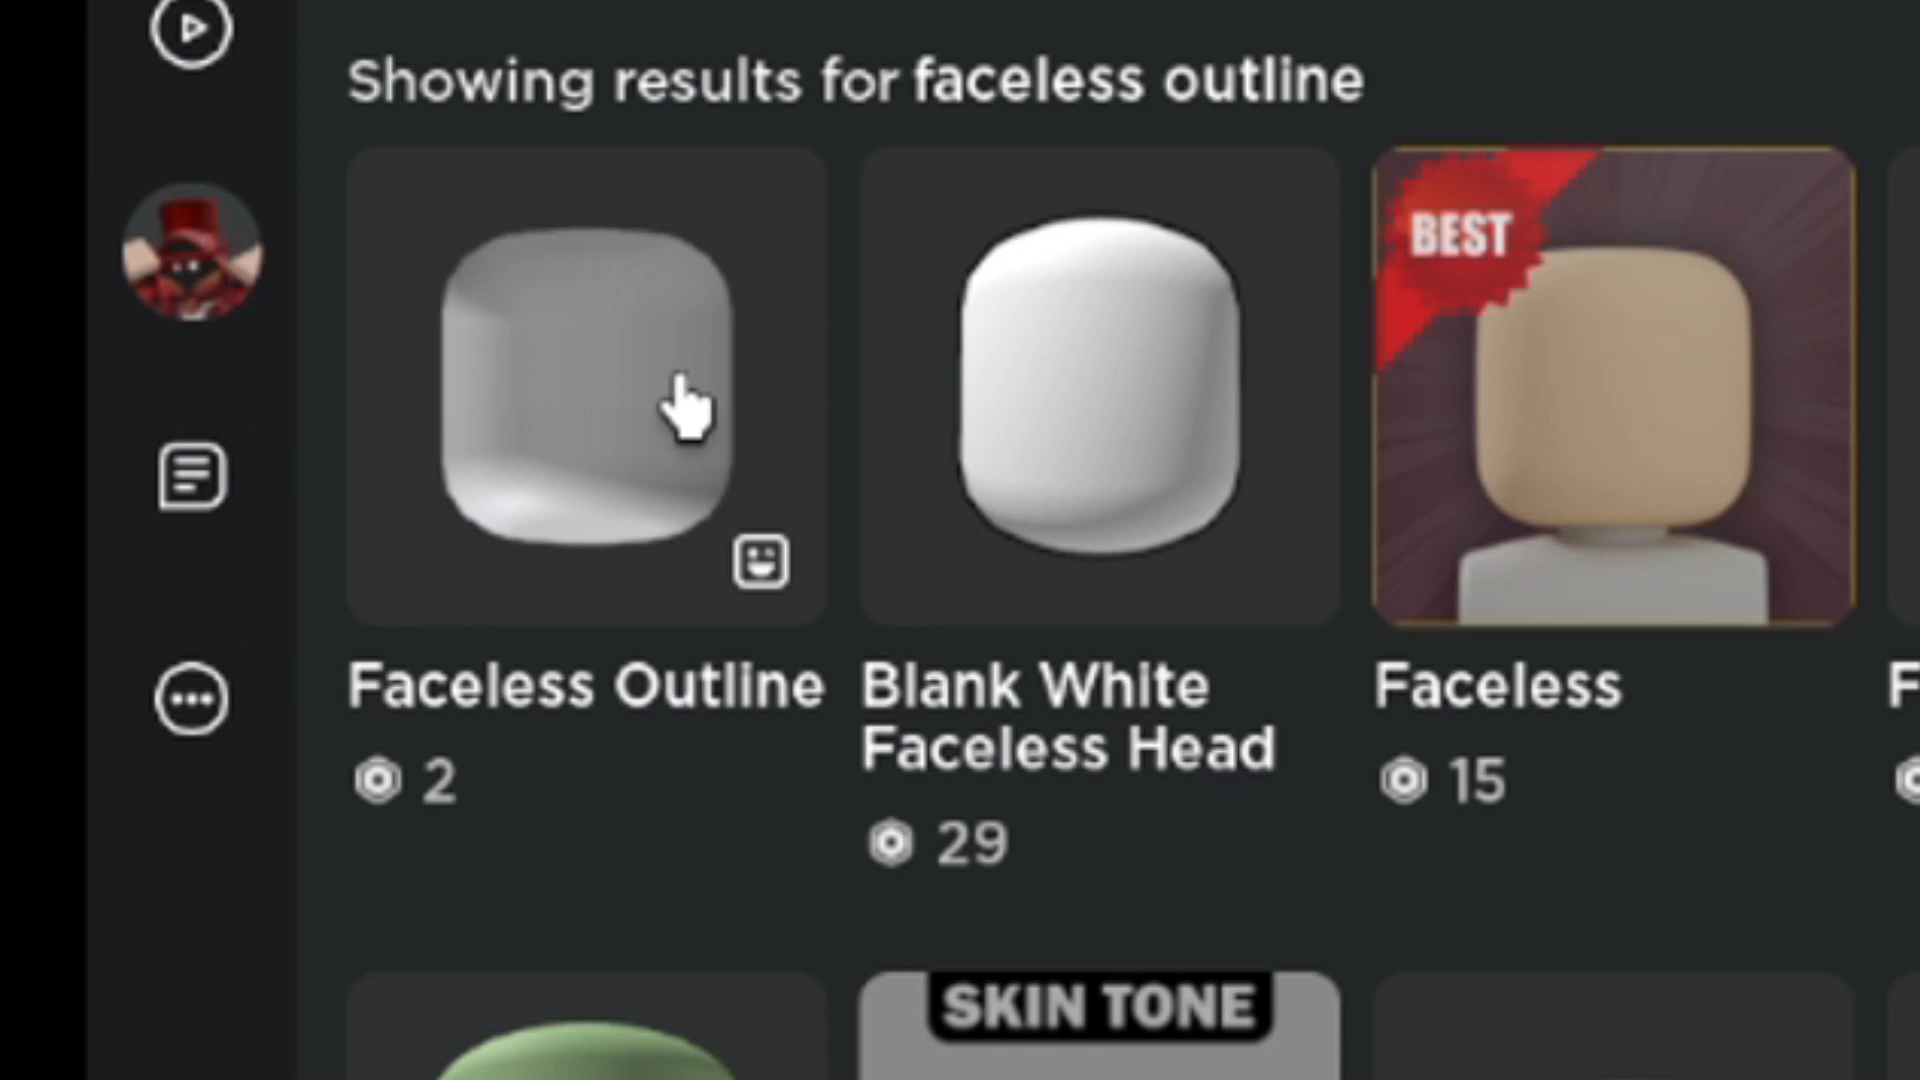 Showing results for faceless outline
BEST
Faceless Outline
2
Blank White
Faceless Head
29
Faceless
15
F
SKIN TONE